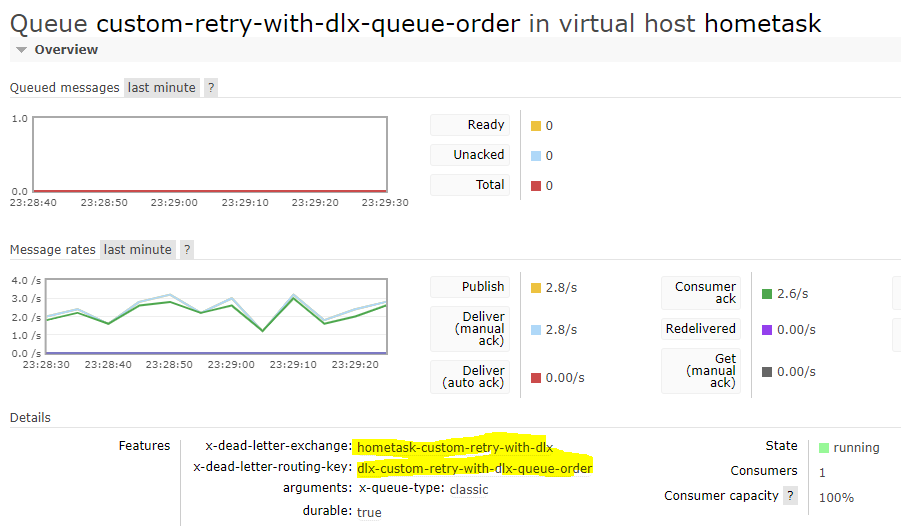 Queue custom-retry-with-dlx-queue-order in virtual host hometask
Overview
Queued messages last minute ?
1.0
0.0
23:28:40 23:28:50 23:29:00 23:29:10 23:29:20 23:29:30
Ready 0
Unacked 0
Total 0
Message rates last minute ?
4.0 /s
3.0 /s
2.0 /s
1.0 /s
0.0 /s
23:28:30 23:28:40 23:28:50 23:29:00 23:29:10 23:29:20
Publish 2.8/s
Deliver
(manual
ack)
2.8/s
Deliver
(auto ack)
0.00/s
Consumer
ack
2.6/s
Redelivered 0.00/s
Get
(manual
ack)
0.00/s
Details
Features
x-dead-letter-exchange: hometask-custom-retry-with-dlx
x-dead-letter-routing-key: dlx-custom-retry-with-dlx-queue-order
arguments: x-queue-type: classic
durable: true
State running
Consumers 1
Consumer capacity ? 100%